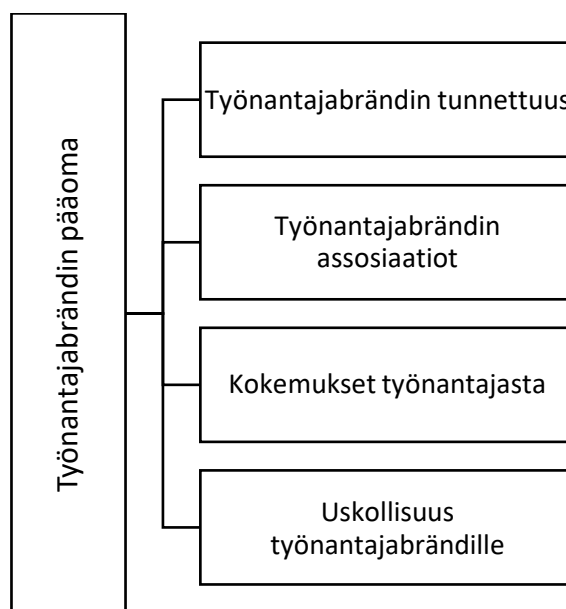 Työnantajabrändin pääoma
Työnantajabrändin tunnettuus
Työnantajabrändin
assosiaatiot
Kokemukset työnantajasta
Uskollisuus
työnantajabrändille